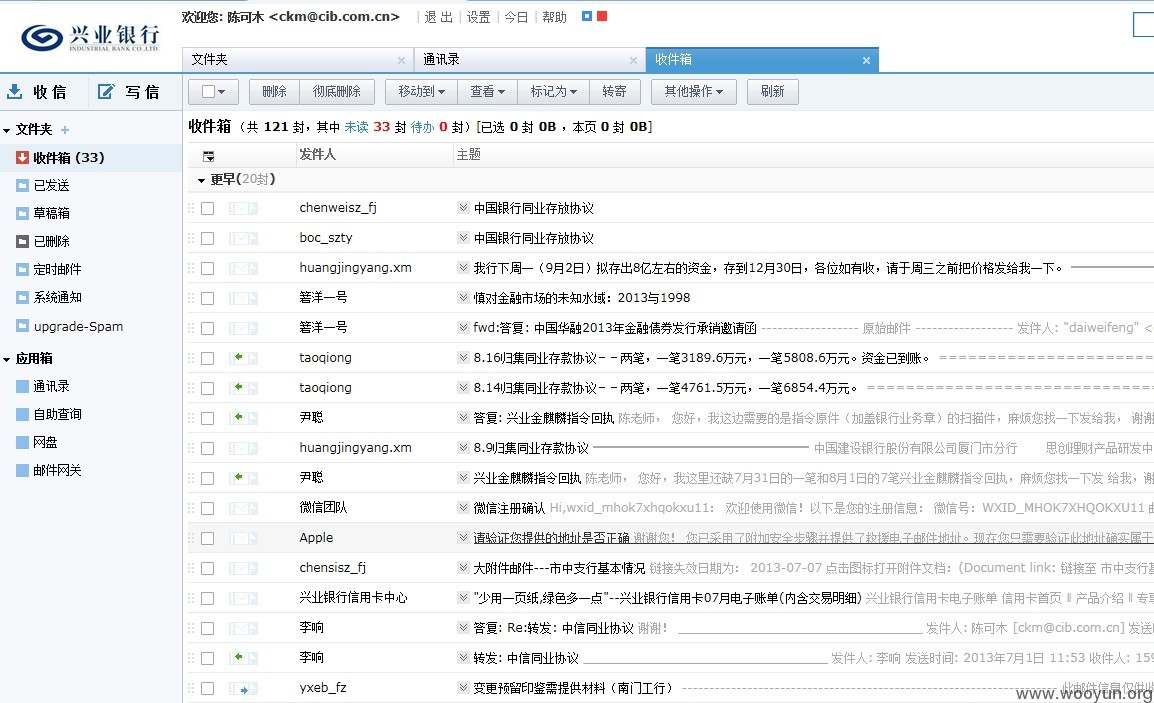 兴业银行
INDUSTRIAL BANK CO.,LTD.
欢迎您: 陈可木 <ckm@cib.com.cn> | 退 出 | 设置 | 今日 | 帮助
文件夹 × 通讯录 × 收件箱 ×
收 信 写 信
删除 彻底删除 移动到 查看 标记为 转寄 其他操作 刷新
文件夹 +
收件箱 (33)
已发送
草稿箱
已删除
定时邮件
系统通知
upgrade-Spam
应用箱
通讯录
自助查询
网盘
邮件网关
收件箱 (共 121 封，其中 未读 33 封 待办 0 封) [已选 0 封 0B ，本页 0 封 0B]
发件人 主题
更早(20封)
chenweisz_fj 中国银行同业存放协议
boc_szty 中国银行同业存放协议
huangjingyang.xm 我行下周一（9月2日）拟存出8亿左右的资金，存到12月30日，各位如有收，请于周三之前把价格发给我一下。
箬洋一号 慎对金融市场的未知水域：2013与1998
箬洋一号 fwd:答复: 中国华融2013年金融债券发行承销邀请函 ------------------ 原始邮件 ------------------ 发件人: "daiweifeng" <
taoqiong 8.16归集同业存款协议－－两笔，一笔3189.6万元，一笔5808.6万元。资金已到账。 ==========================
taoqiong 8.14归集同业存款协议－－两笔，一笔4761.5万元，一笔6854.4万元。 ==================================
尹聪 答复: 兴业金麒麟指令回执 陈老师， 您好，我这边需要的是指令原件（加盖银行业务章）的扫描件，麻烦您找一下发给我，谢谢
huangjingyang.xm 8.9归集同业存款协议 中国建设银行股份有限公司厦门市分行 思创理财产品研发中
尹聪 兴业金麒麟指令回执 陈老师， 您好，我这里还缺7月31日的一笔和8月1日的7笔兴业金麒麟指令回执，麻烦您找一下发 给我，谢
微信团队 微信注册确认 Hi,wxid_mhok7xhqokxu11： 欢迎使用微信！以下是您的注册信息： 微信号：WXID_MHOK7XHQOKXU11 邮
Apple 请验证您提供的地址是否正确 谢谢您！ 您已采用了附加安全步骤并提供了救援电子邮件地址。现在您只需要验证此地址确实属于
chensisz_fj 大附件邮件---市中支行基本情况 链接失效日期为： 2013-07-07 点击图标打开附件文档：(Document link: 链接至 市中支行基
兴业银行信用卡中心 "少用一页纸,绿色多一点"--兴业银行信用卡07月电子账单(内含交易明细) 兴业银行信用卡电子账单 信用卡首页 ‖ 产品介绍 ‖ 专享
李响 答复: Re:转发: 中信同业协议 谢谢！ 发件人: 陈可木 [ckm@cib.com.cn] 发送
李响 转发: 中信同业协议 发件人: 李响 发送时间: 2013年7月1日 11:53 收件人: 159
yxeb_fz 变更预留印鉴需提供材料（南门工行）
www.wooyun.org